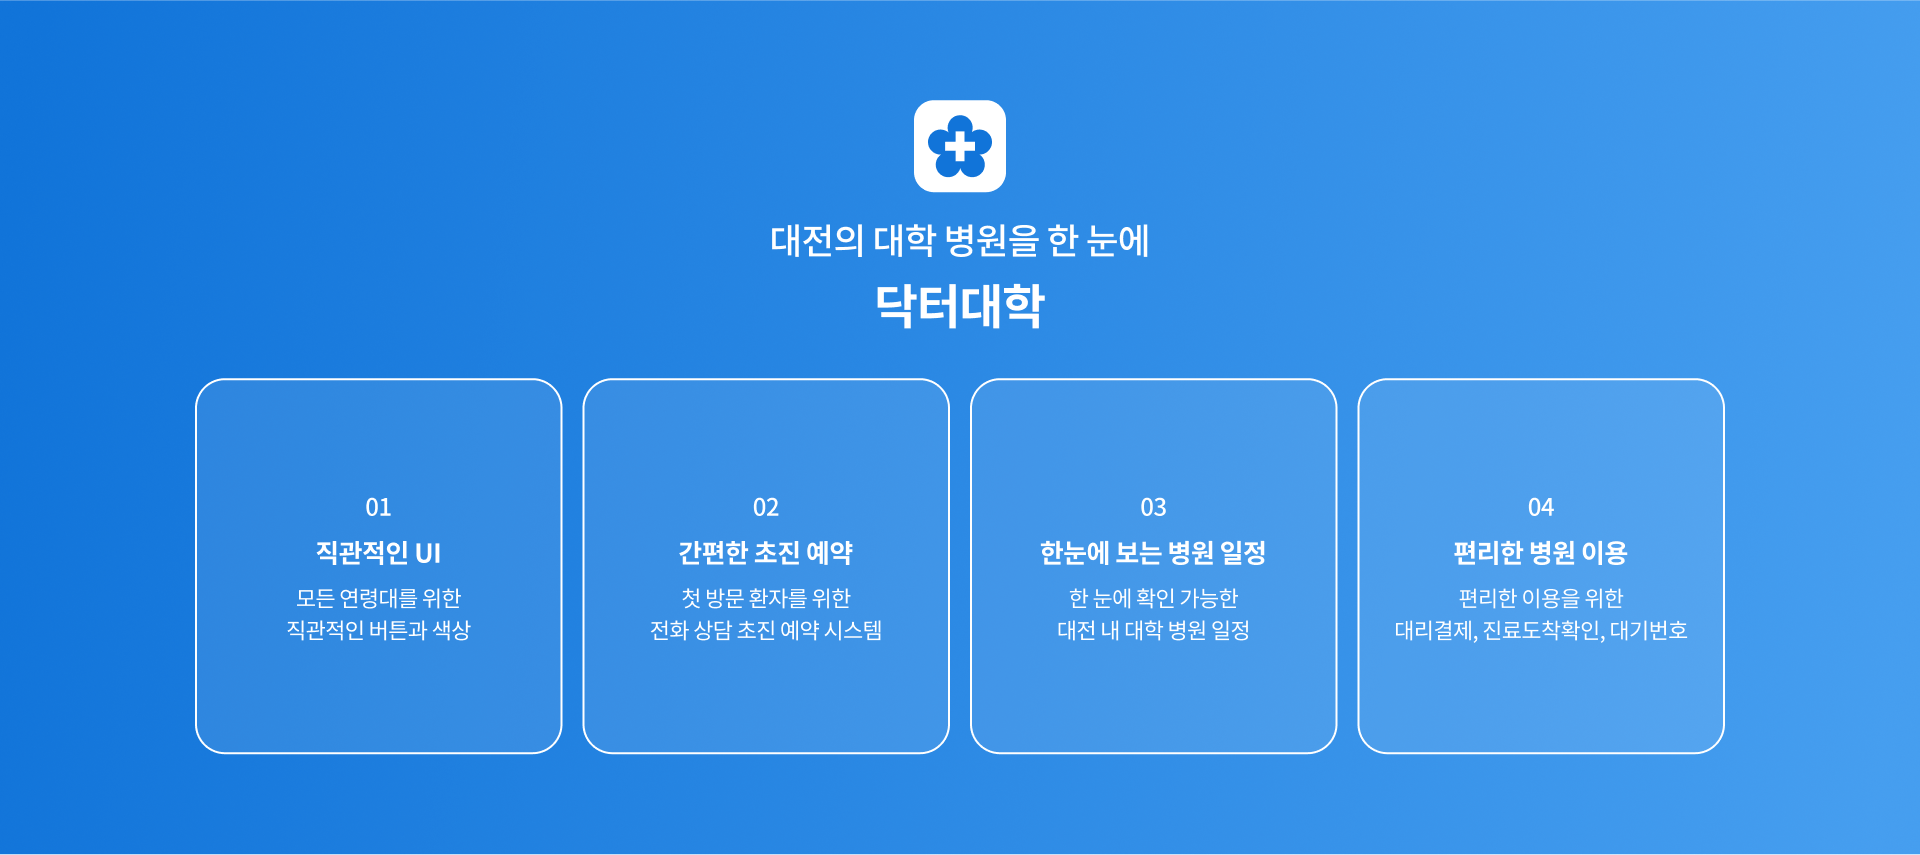 대전의 대학 병원을 한 눈에
닥터대학
01
직관적인 UI
모든 연령대를 위한
직관적인 버튼과 색상
02
간편한 초진 예약
첫 방문 환자를 위한
전화 상담 초진 예약 시스템
03
한눈에 보는 병원 일정
한 눈에 확인 가능한
대전 내 대학 병원 일정
04
편리한 병원 이용
편리한 이용을 위한
대리결제, 진료도착확인, 대기번호